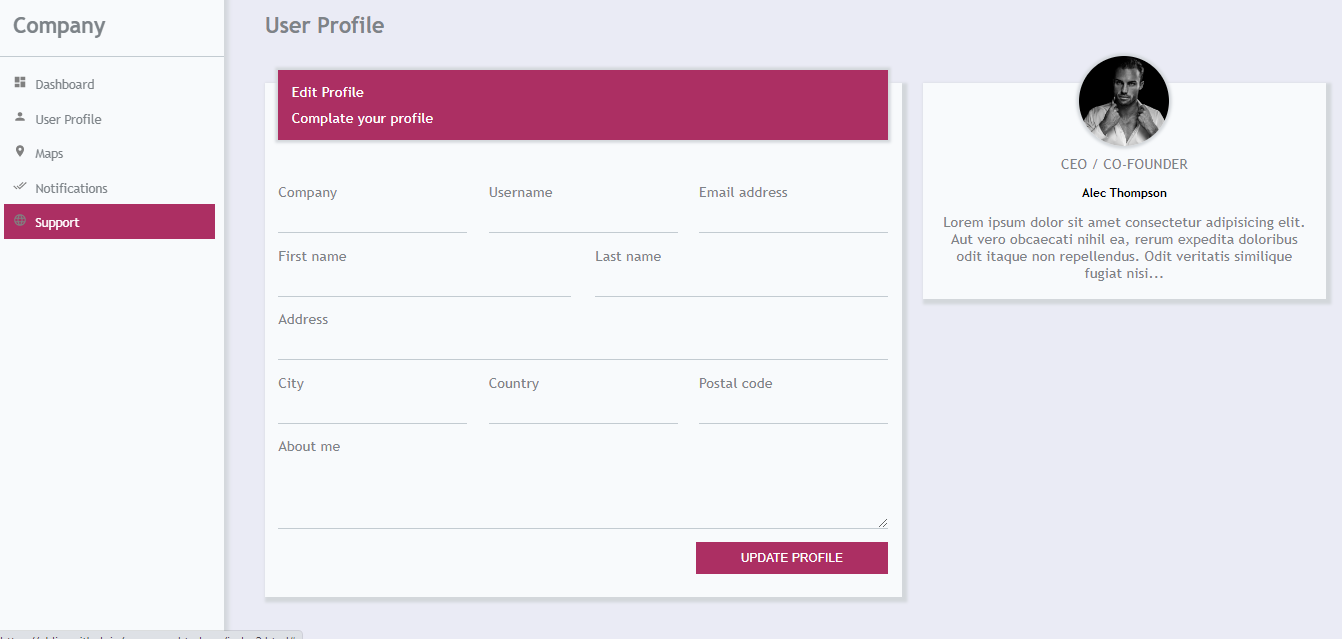 Company
Dashboard
User Profile
Maps
Notifications
Support
User Profile
Edit Profile
Complate your profile
Company
Username
Email address
First name
Last name
Address
City
Country
Postal code
About me
UPDATE PROFILE
CEO / CO-FOUNDER
Alec Thompson
Lorem ipsum dolor sit amet consectetur adipisicing elit.
Aut vero obcaecati nihil ea, rerum expedita doloribus
odit itaque non repellendus. Odit veritatis similique
fugiat nisi...